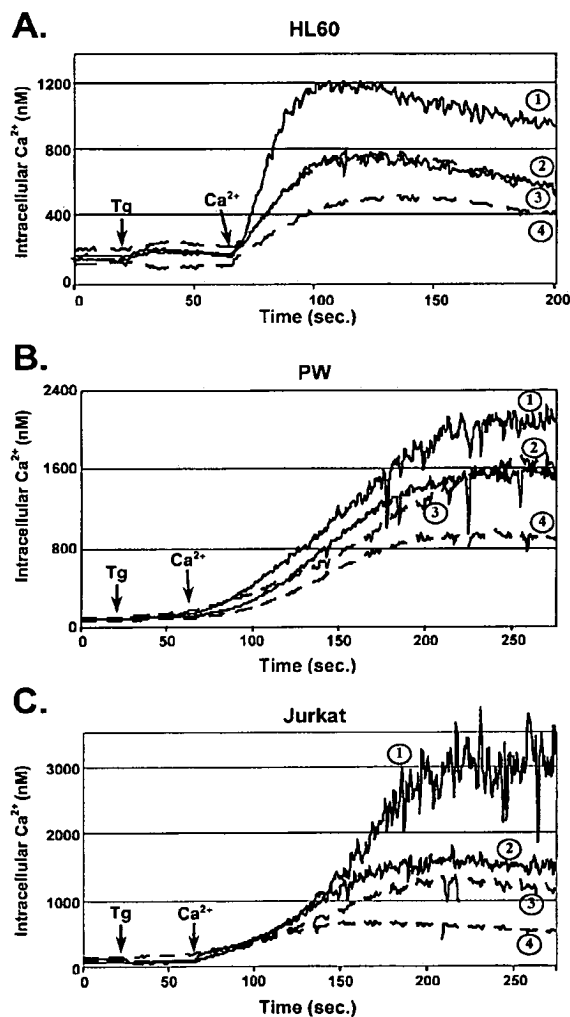 A.
HL60
Intracellular Ca²⁺ (nM)
1200
800
400
0
Tg
Ca²⁺
1
2
3
4
0 50 100 150 200
Time (sec.)
B.
PW
Intracellular Ca²⁺ (nM)
2400
1600
800
0
Tg
Ca²⁺
1
2
3
4
0 50 100 150 200 250
Time (sec.)
C.
Jurkat
Intracellular Ca²⁺ (nM)
3000
2000
1000
0
Tg
Ca²⁺
1
2
3
4
0 50 100 150 200 250
Time (sec.)